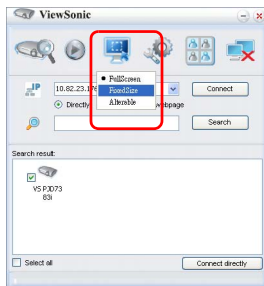 ViewSonic
IP
10.82.23.1
FullScreen
Connect
FixedSize
Directly
webpage
Alterable
Search
Search result:
VS PJD73
83i
Select all
Connect directly